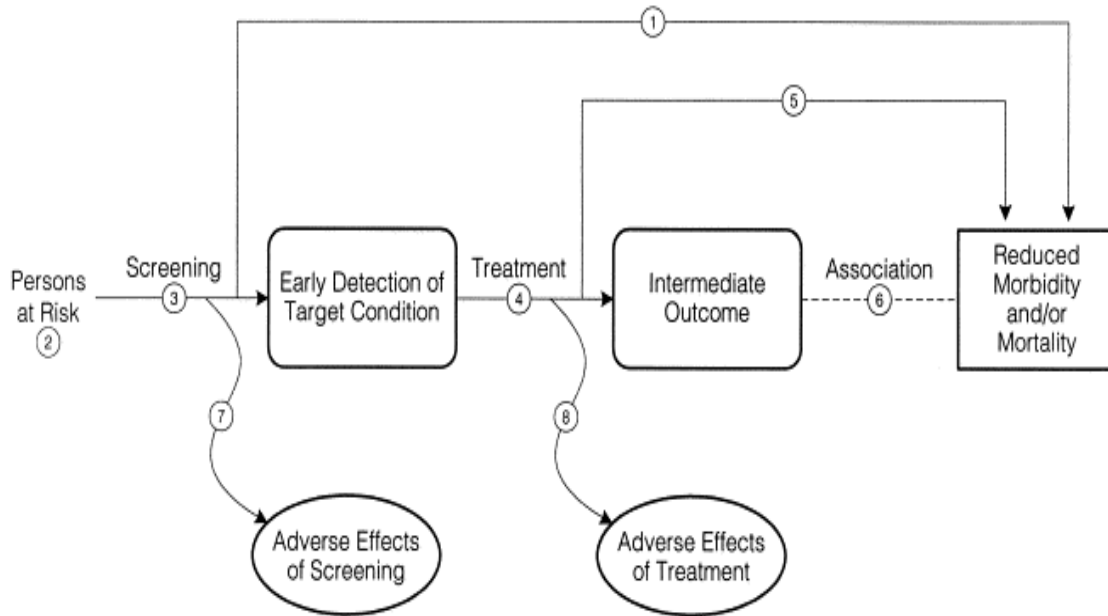 1
5
Persons
at Risk
2
Screening
3
Early Detection of
Target Condition
Treatment
4
Intermediate
Outcome
Association
6
Reduced
Morbidity
and/or
Mortality
7
8
Adverse Effects
of Screening
Adverse Effects
of Treatment